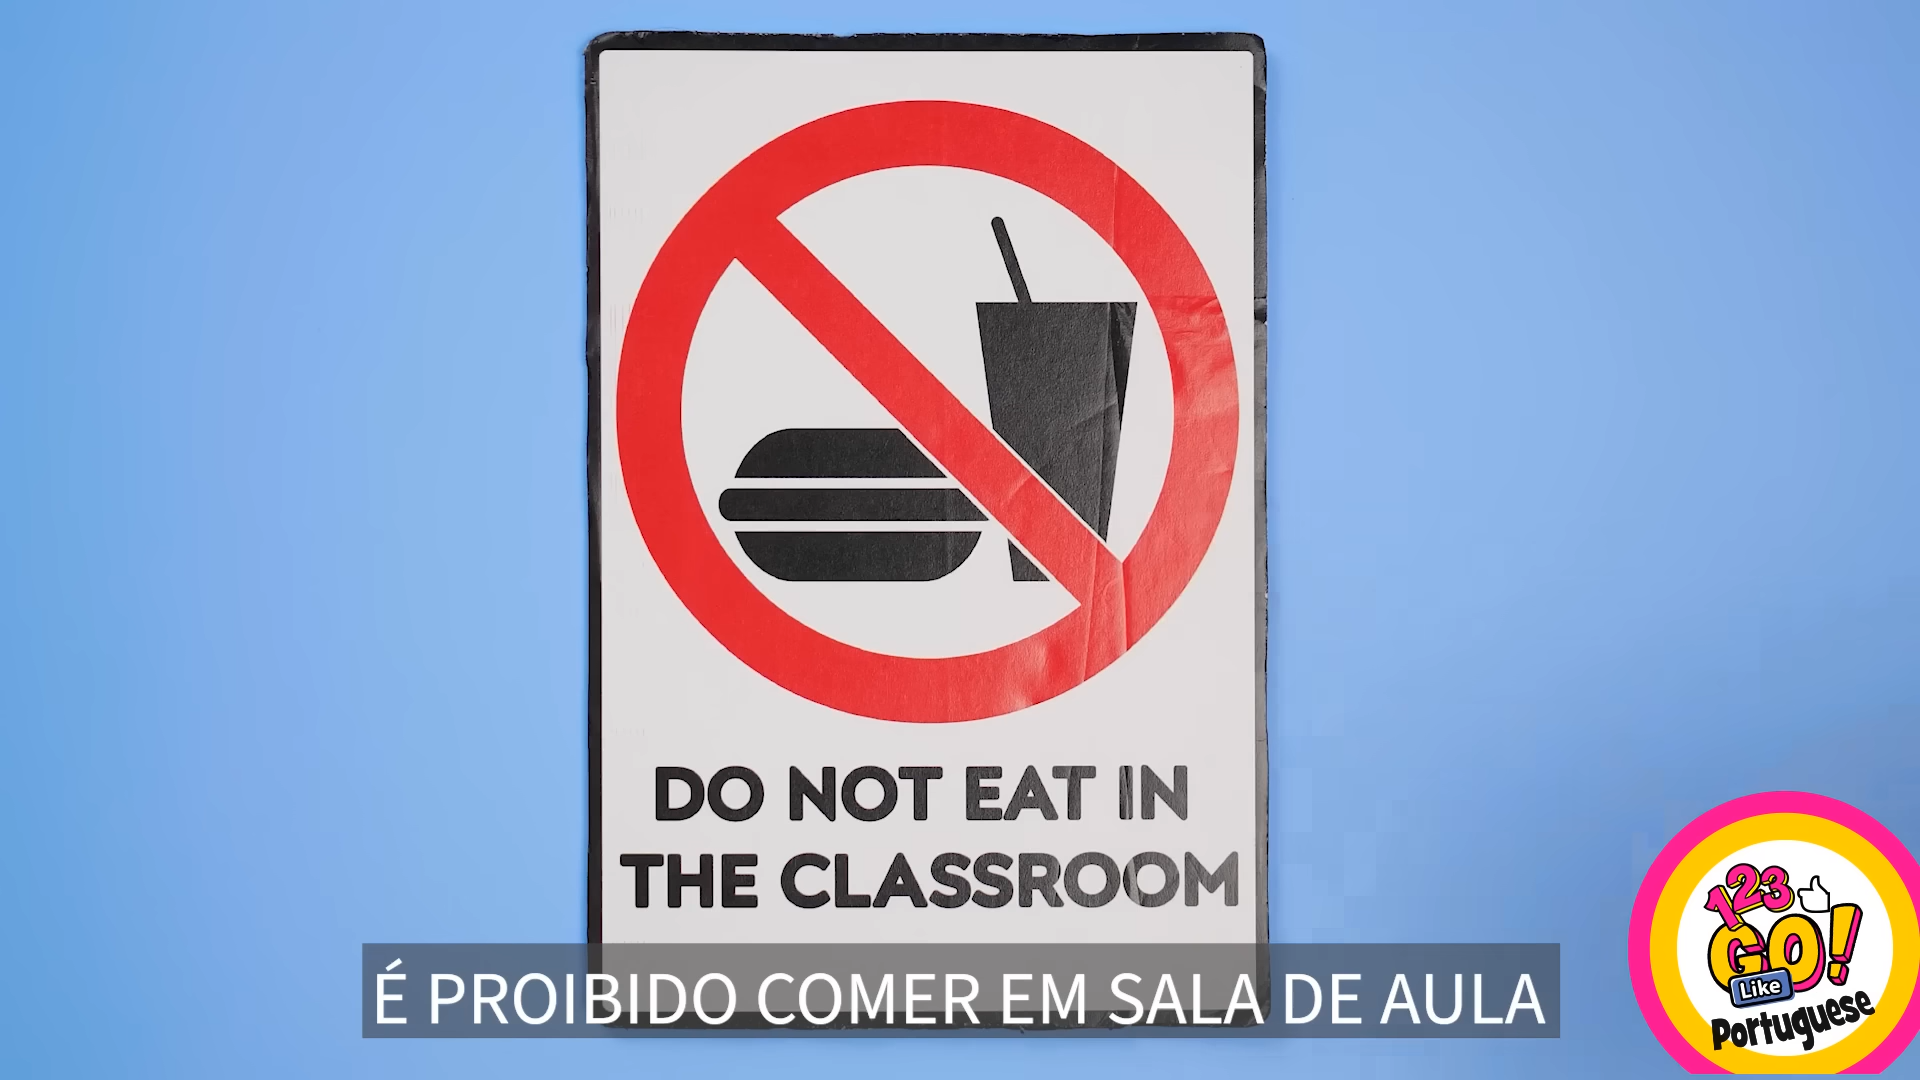 DO NOT EAT IN
THE CLASSROOM
É PROIBIDO COMER EM SALA DE AULA
123
GO!
Like
Portuguese